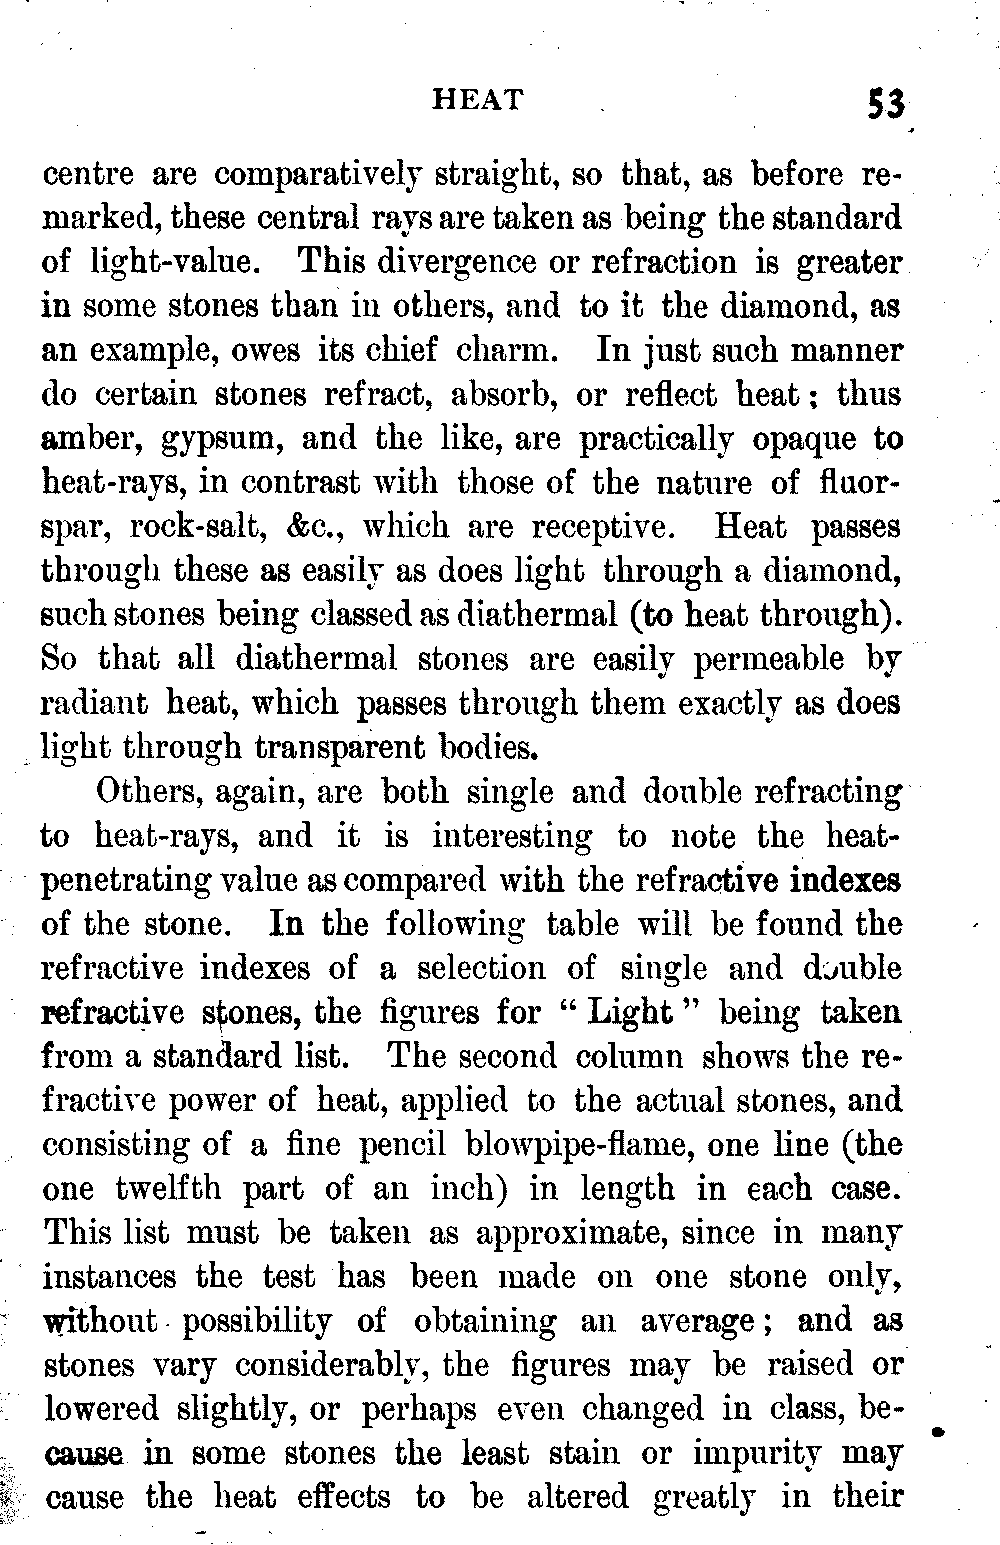 HEAT 53
centre are comparatively straight, so that, as before re-
marked, these central rays are taken as being the standard
of light-value. This divergence or refraction is greater
in some stones than in others, and to it the diamond, as
an example, owes its chief charm. In just such manner
do certain stones refract, absorb, or reflect heat; thus
amber, gypsum, and the like, are practically opaque to
heat-rays, in contrast with those of the nature of fluor-
spar, rock-salt, &c., which are receptive. Heat passes
through these as easily as does light through a diamond,
such stones being classed as diathermal (to heat through).
So that all diathermal stones are easily permeable by
radiant heat, which passes through them exactly as does
light through transparent bodies.
Others, again, are both single and double refracting
to heat-rays, and it is interesting to note the heat-
penetrating value as compared with the refractive indexes
of the stone. In the following table will be found the
refractive indexes of a selection of single and double
refractive stones, the figures for “Light” being taken
from a standard list. The second column shows the re-
fractive power of heat, applied to the actual stones, and
consisting of a fine pencil blowpipe-flame, one line (the
one twelfth part of an inch) in length in each case.
This list must be taken as approximate, since in many
instances the test has been made on one stone only,
without possibility of obtaining an average; and as
stones vary considerably, the figures may be raised or
lowered slightly, or perhaps even changed in class, be-
cause in some stones the least stain or impurity may
cause the heat effects to be altered greatly in their